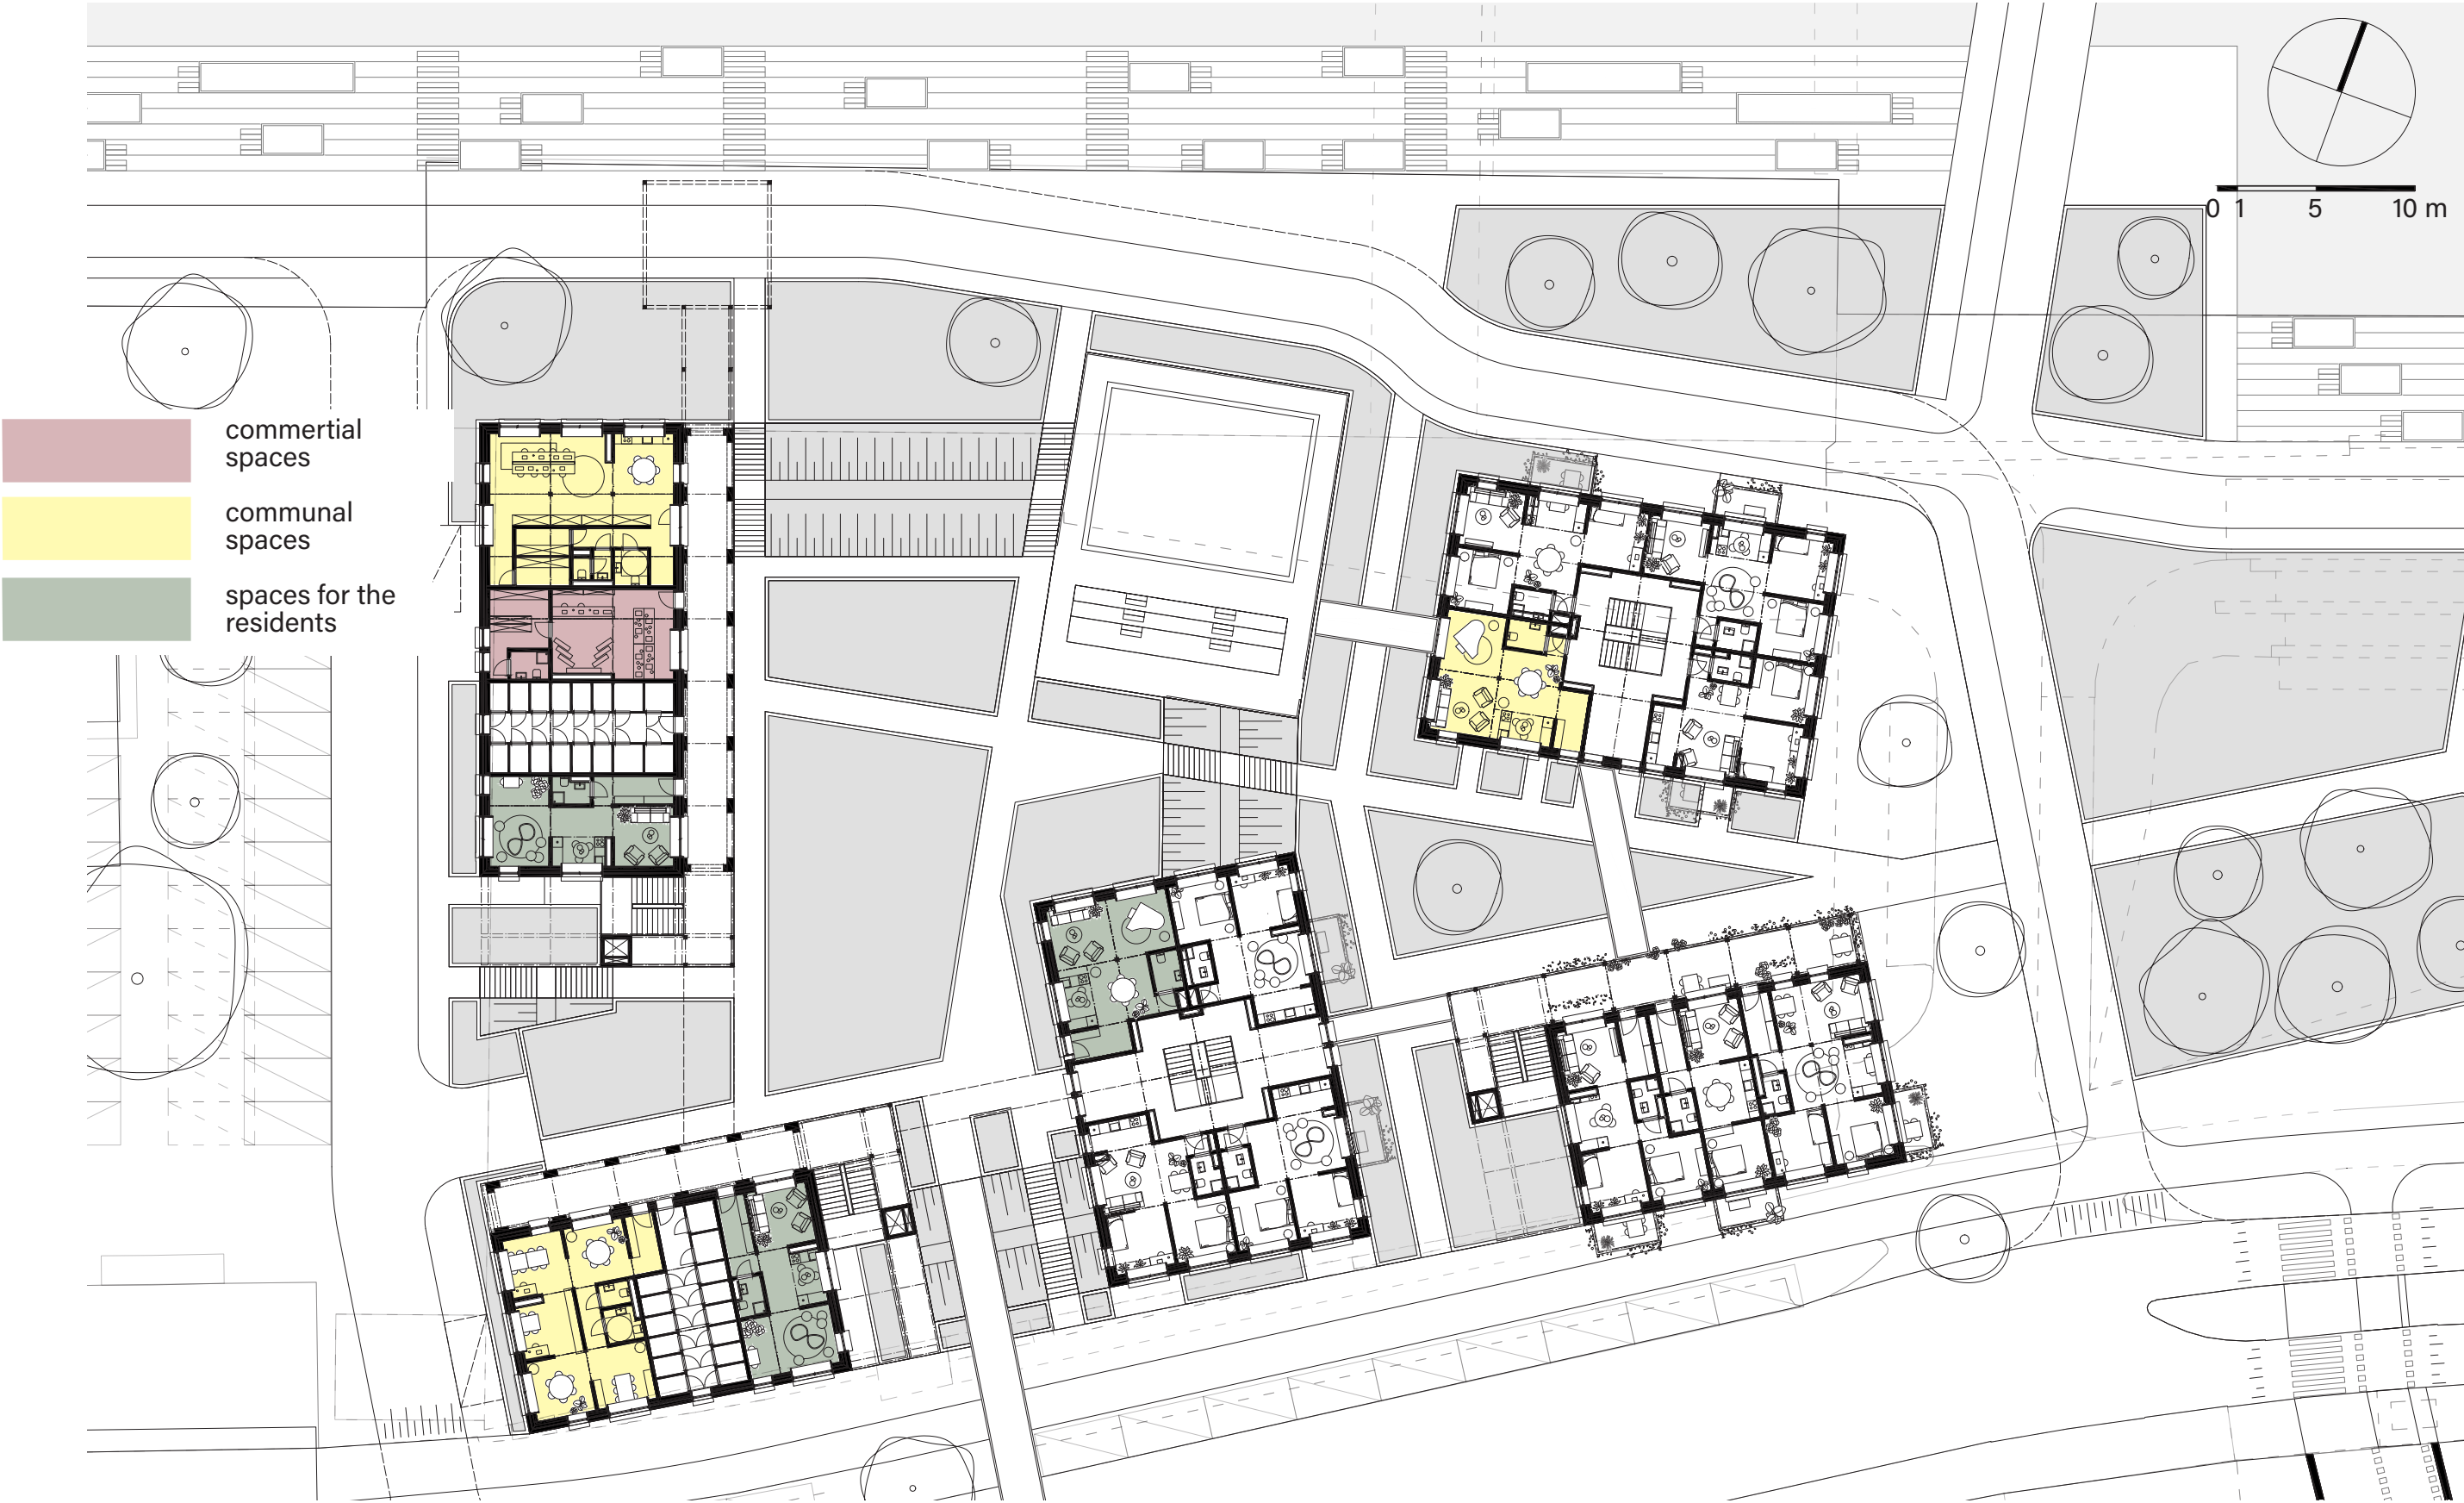 0 1 5 10 m
commertial
spaces
communal
spaces
spaces for the
residents